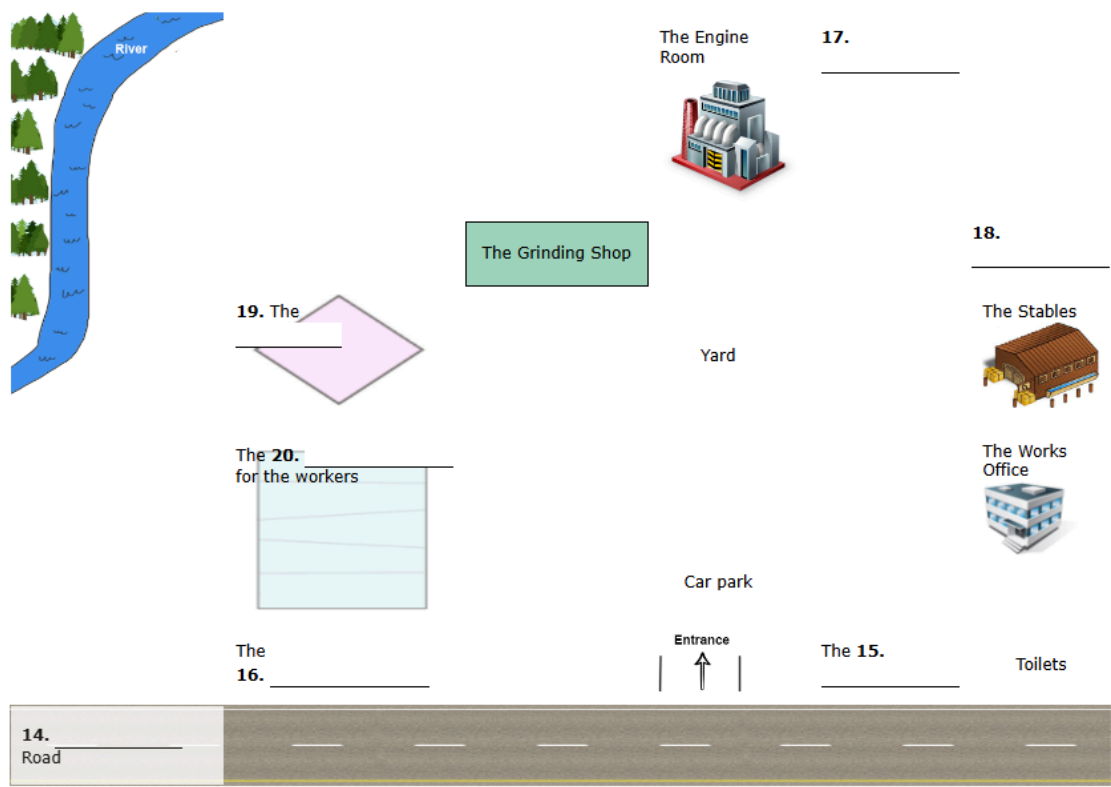 River
The Engine
Room
17.
The Grinding Shop
18.
19. The
The Stables
Yard
The 20.
for the workers
The Works
Office
Car park
Entrance
The
16.
The 15.
Toilets
14.
Road